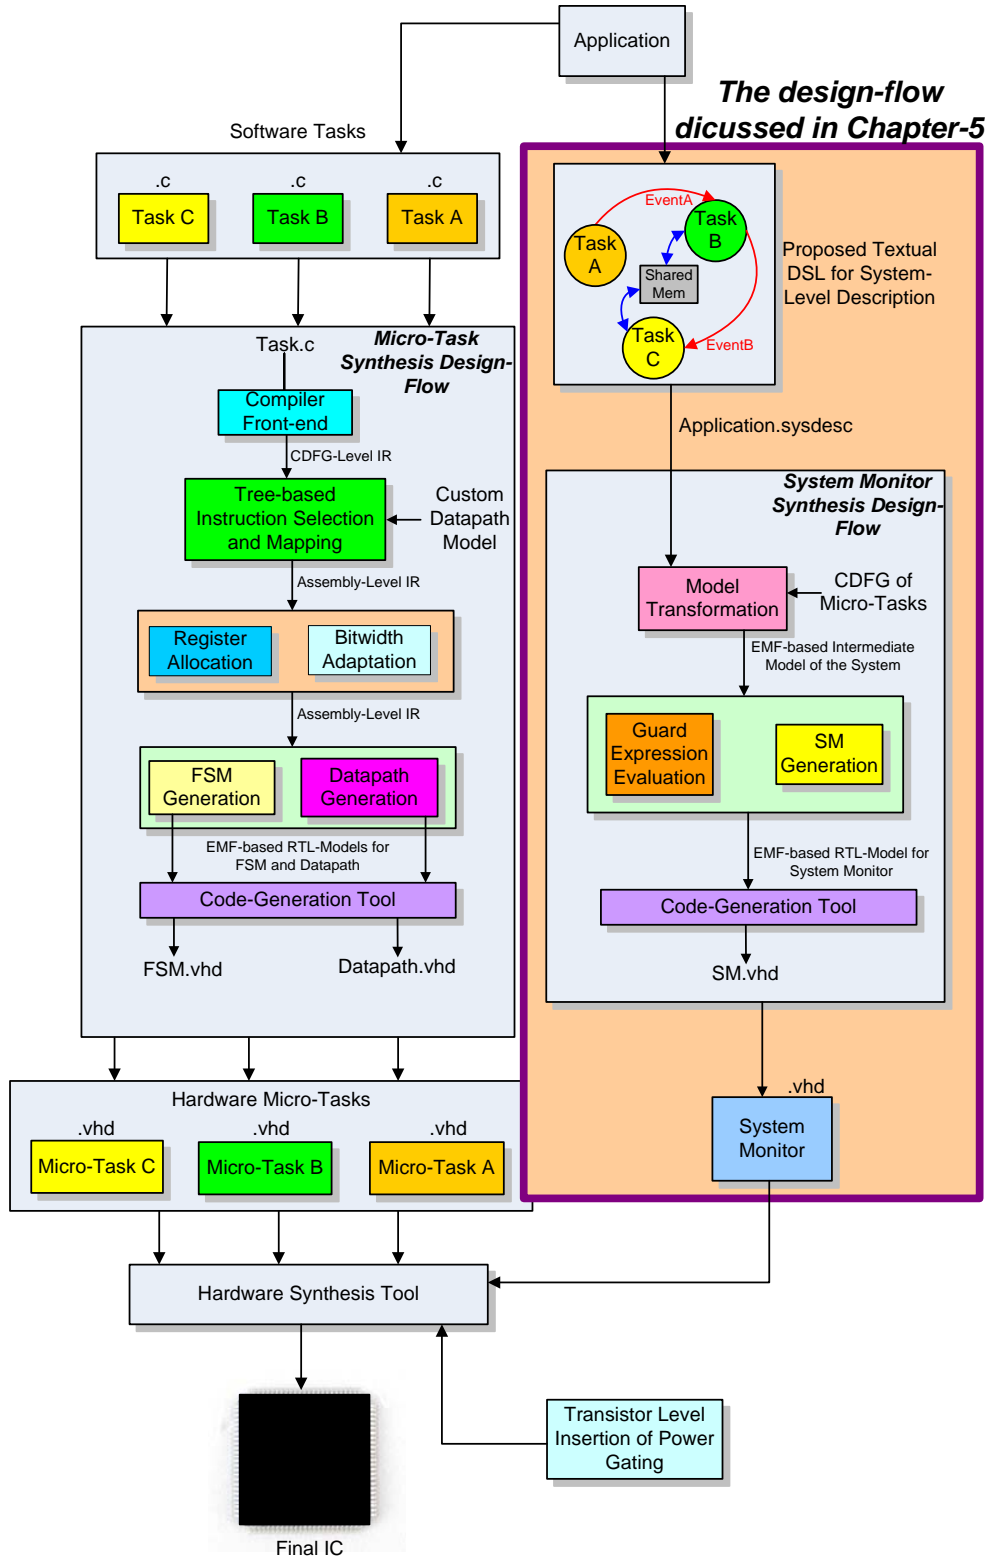 Application
The design-flow
dicussed in Chapter-5
Software Tasks
.c
.c
.c
Task C
Task B
Task A
EventA
Task
B
Task
A
Shared
Mem
Task
C
EventB
Proposed Textual
DSL for System-
Level Description
Application.sysdesc
Task.c
Micro-Task
Synthesis Design-
Flow
Compiler
Front-end
CDFG-Level IR
Tree-based
Instruction Selection
and Mapping
Custom
Datapath
Model
Assembly-Level IR
Register
Allocation
Bitwidth
Adaptation
Assembly-Level IR
FSM
Generation
Datapath
Generation
EMF-based RTL-Models for
FSM and Datapath
Code-Generation Tool
FSM.vhd
Datapath.vhd
System Monitor
Synthesis Design-
Flow
Model
Transformation
CDFG of
Micro-Tasks
EMF-based Intermediate
Model of the System
Guard
Expression
Evaluation
SM
Generation
EMF-based RTL-Model for
System Monitor
Code-Generation Tool
SM.vhd
.vhd
System
Monitor
Hardware Micro-Tasks
.vhd
.vhd
.vhd
Micro-Task C
Micro-Task B
Micro-Task A
Hardware Synthesis Tool
Transistor Level
Insertion of Power
Gating
Final IC